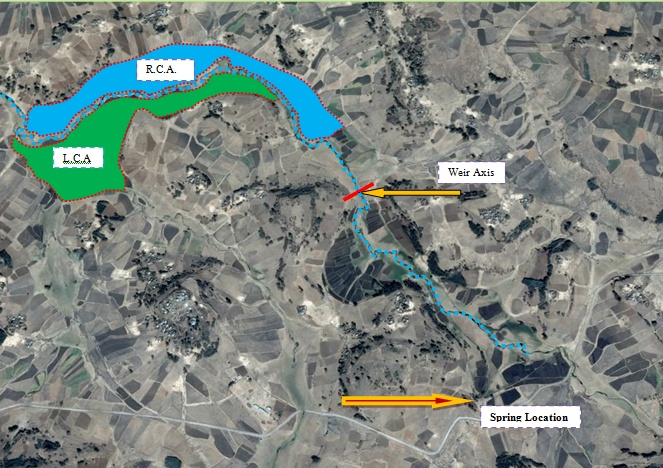 R.C.A.
L.C.A
Weir Axis
Spring Location